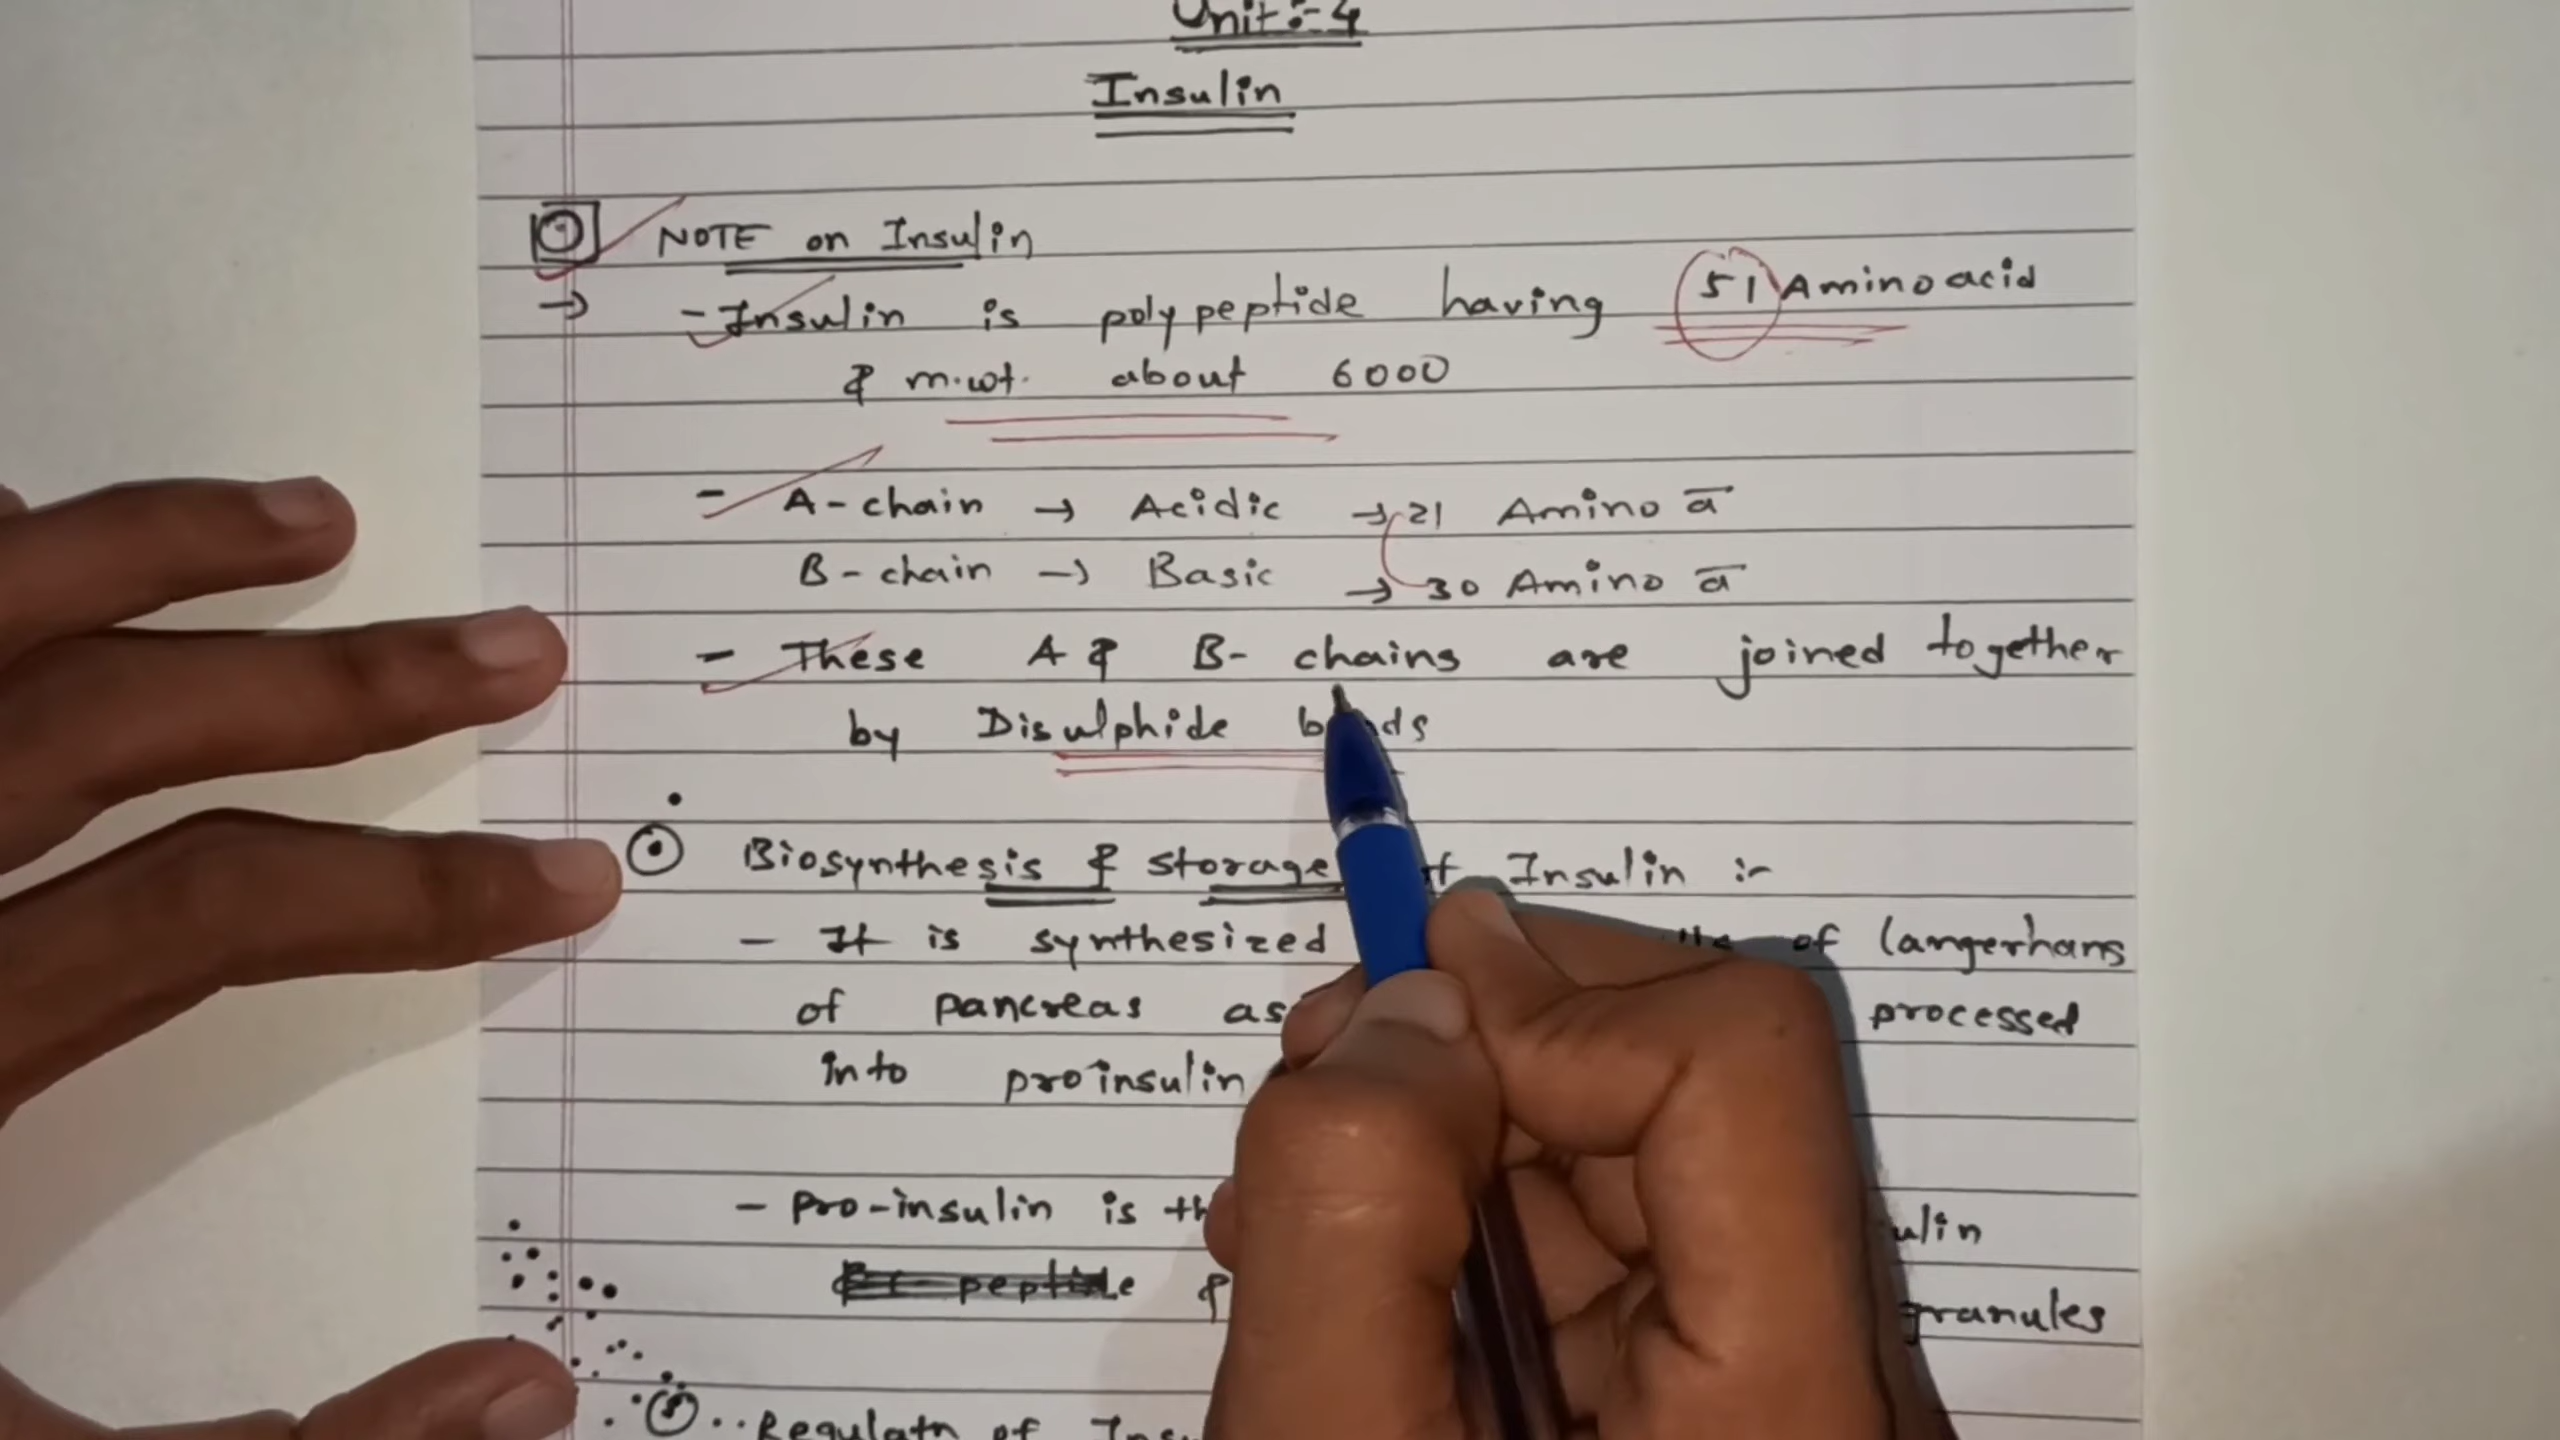 Unit :- 4
Insulin
NOTE on Insulin
→ - Insulin is polypeptide having 51 Amino acid
& m.wt. about 6000
- A-chain → Acidic → 21 Amino a̅
B-chain → Basic → 30 Amino a̅
- These A & B- chains are joined together
by Disulphide bonds
Biosynthesis & storage of Insulin :-
- It is synthesized of langerhans
of pancreas as processed
into proinsulin
- Pro-insulin is
peptide &
granules
Regulatn of